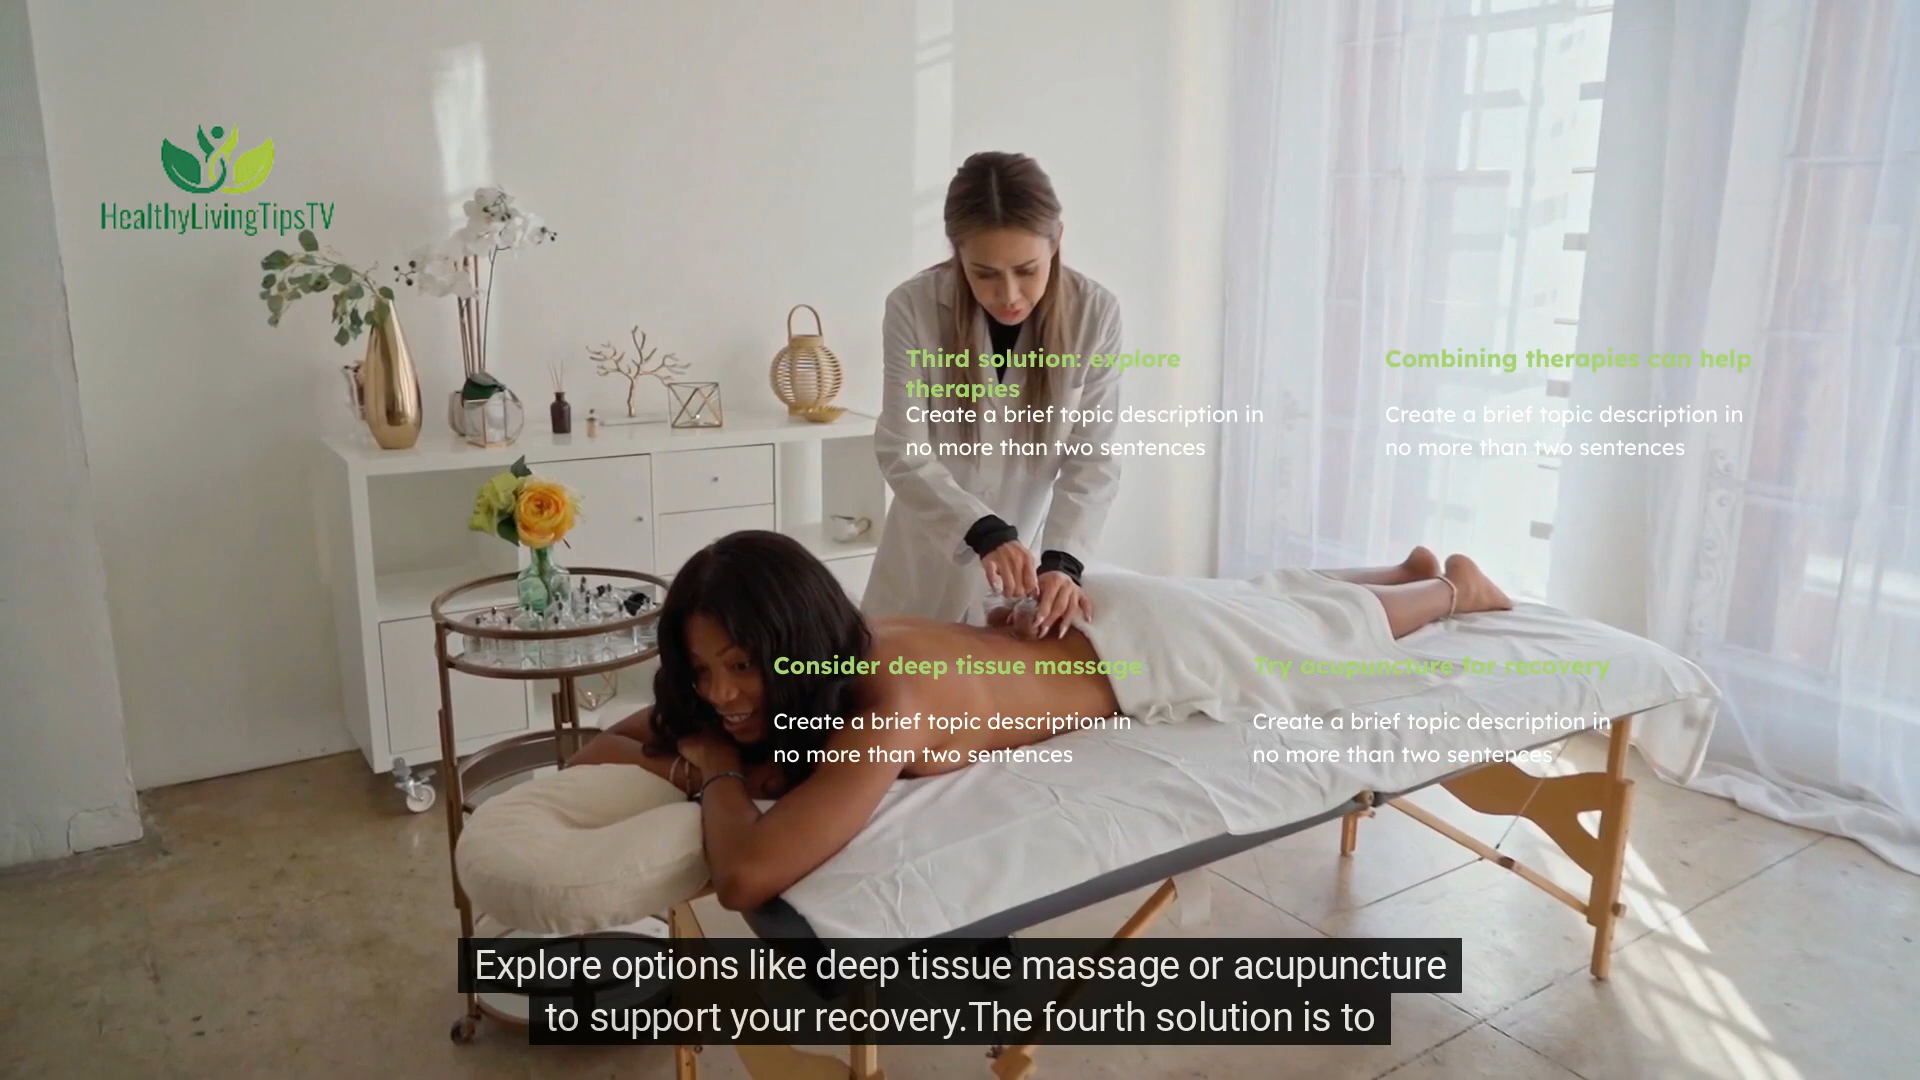 HealthyLivingTipsTV
Third solution: explore
therapies
Create a brief topic description in
no more than two sentences
Combining therapies can help
Create a brief topic description in
no more than two sentences
Consider deep tissue massage
Create a brief topic description in
no more than two sentences
Try acupuncture for recovery
Create a brief topic description in
no more than two sentences
Explore options like deep tissue massage or acupuncture
to support your recovery.The fourth solution is to